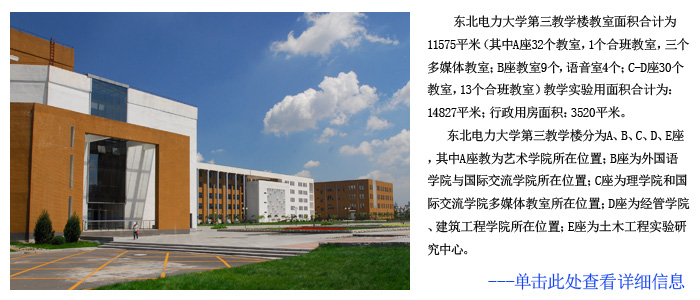 东北电力大学第三教学楼教室面积合计为
11575平米（其中A座32个教室,1个合班教室,三个
多媒体教室；B座教室9个,语音室4个；C-D座30个
教室,13个合班教室）教学实验用面积合计为：
14827平米；行政用房面积：3520平米。
东北电力大学第三教学楼分为A、B、C、D、E座
,其中A座教为艺术学院所在位置；B座为外国语
学院与国际交流学院所在位置；C座为理学院和国
际交流学院多媒体教室所在位置；D座为经管学院
、建筑工程学院所在位置；E座为土木工程实验研
究中心。
---单击此处查看详细信息